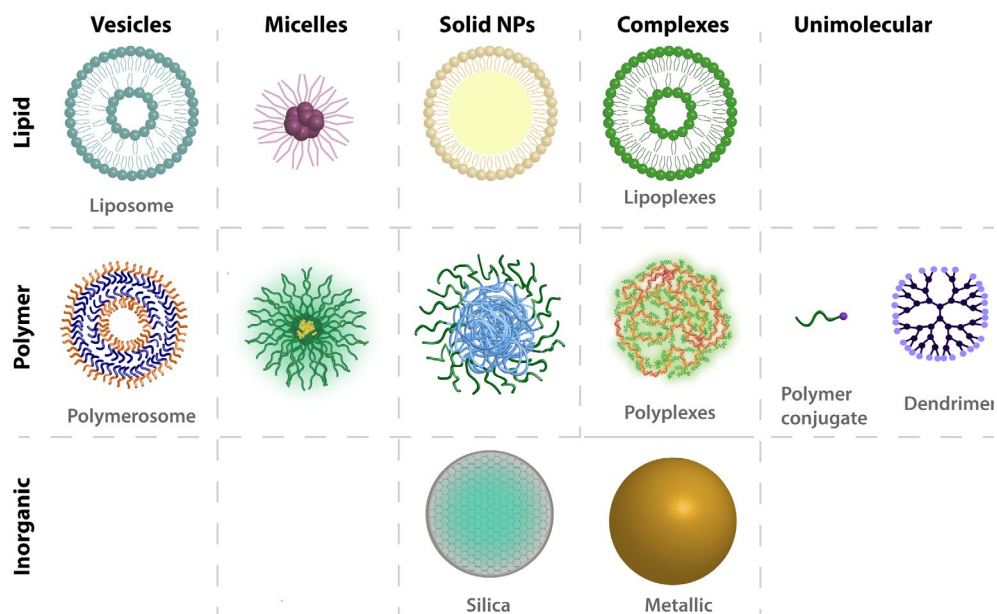 Vesicles
Micelles
Solid NPs
Complexes
Unimolecular
Lipid
Liposome
Lipoplexes
Polymer
Polymerosome
Polyplexes
Polymer
conjugate
Dendrimer
Inorganic
Silica
Metallic